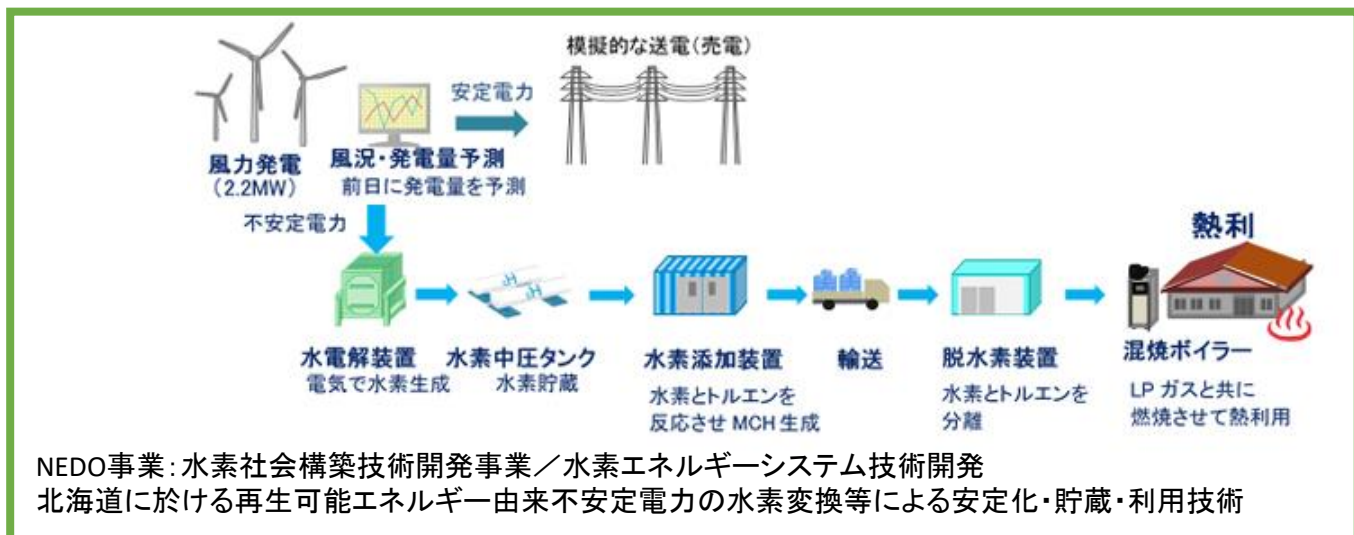 模擬的な送電(売電)
安定電力
風力発電
(2.2MW)
風況・発電量予測
前日に発電量を予測
不安定電力
熱利
水電解装置
電気で水素生成
水素中圧タンク
水素貯蔵
水素添加装置
水素とトルエンを
反応させ MCH 生成
輸送
脱水素装置
水素とトルエンを
分離
混焼ボイラー
LP ガスと共に
燃焼させて熱利用
NEDO事業:水素社会構築技術開発事業/水素エネルギーシステム技術開発
北海道に於ける再生可能エネルギー由来不安定電力の水素変換等による安定化・貯蔵・利用技術